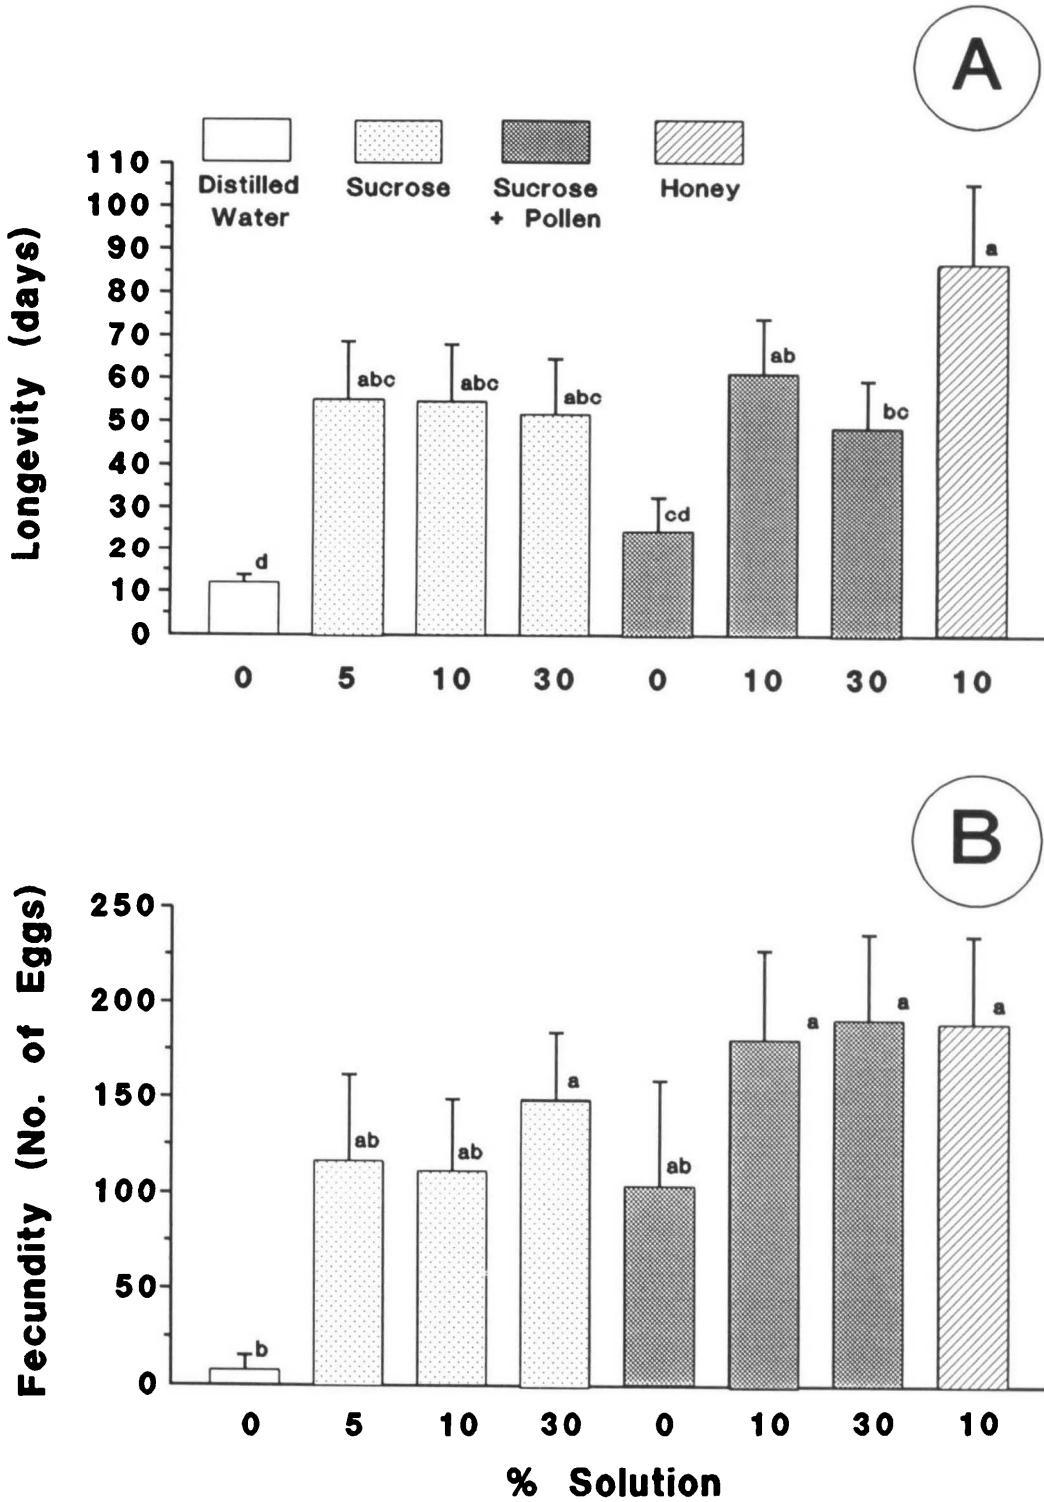 A
Distilled
Water
Sucrose
Sucrose
+ Pollen
Honey
Longevity (days)
110
100
90
80
70
60
50
40
30
20
10
0
d
abc
abc
abc
cd
ab
bc
a
0 5 10 30 0 10 30 10
B
Fecundity (No. of Eggs)
250
200
150
100
50
0
b
ab
ab
a
ab
a
a
a
0 5 10 30 0 10 30 10
% Solution